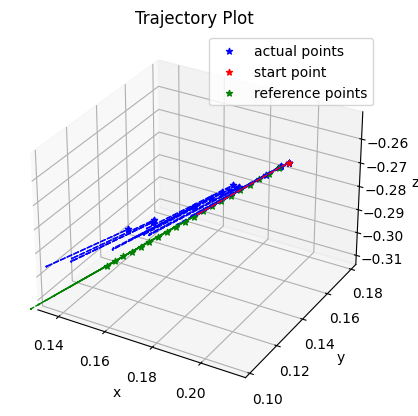 Trajectory Plot
actual points
start point
reference points
−0.26
−0.27
−0.28
−0.29
−0.30
−0.31
z
0.18
0.16
0.14
0.12
0.10
y
0.14
0.16
0.18
0.20
x